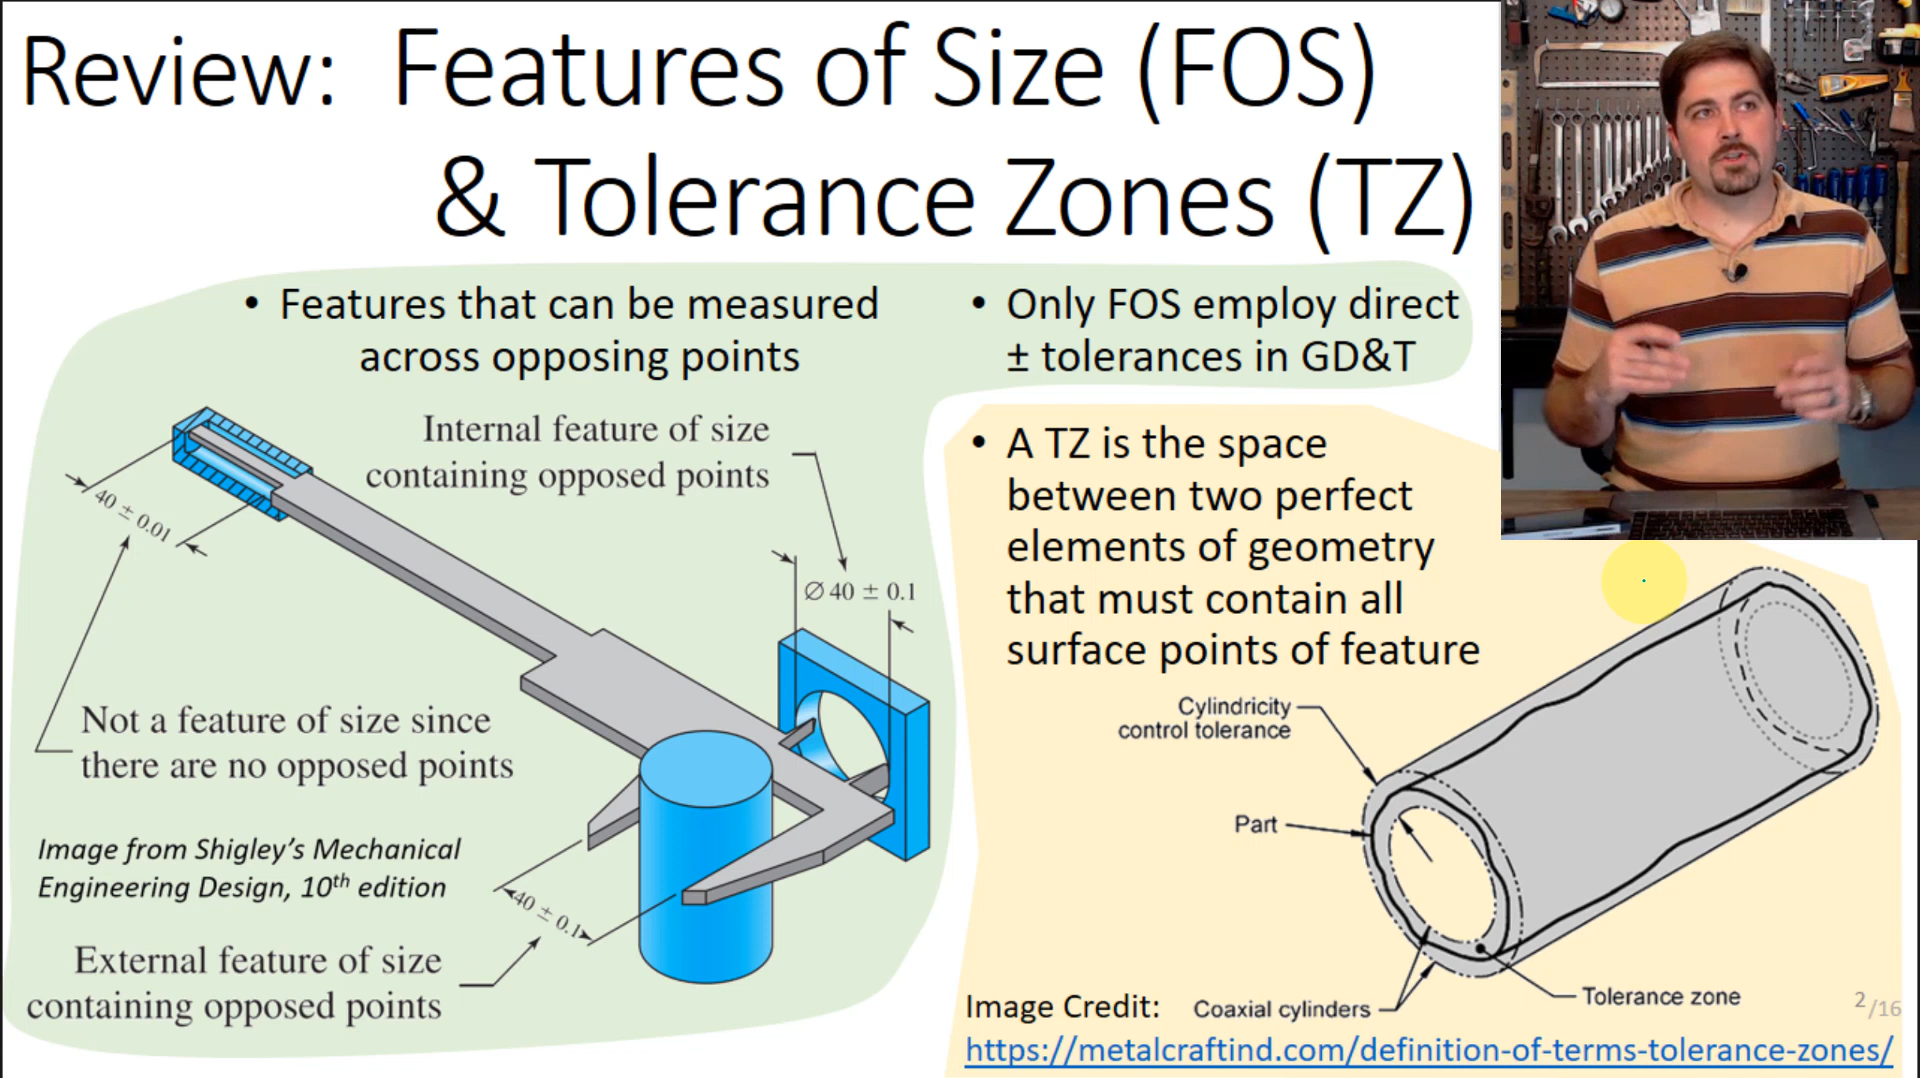 Review: Features of Size (FOS)
& Tolerance Zones (TZ)
• Features that can be measured
across opposing points
• Only FOS employ direct
± tolerances in GD&T
Internal feature of size
containing opposed points
40 ± 0.01
∅ 40 ± 0.1
Not a feature of size since
there are no opposed points
Image from Shigley's Mechanical
Engineering Design, 10th edition
40 ± 0.1
External feature of size
containing opposed points
• A TZ is the space
between two perfect
elements of geometry
that must contain all
surface points of feature
Cylindricity
control tolerance
Part
Tolerance zone
Coaxial cylinders
Image Credit:
https://metalcraftind.com/definition-of-terms-tolerance-zones/
2/16